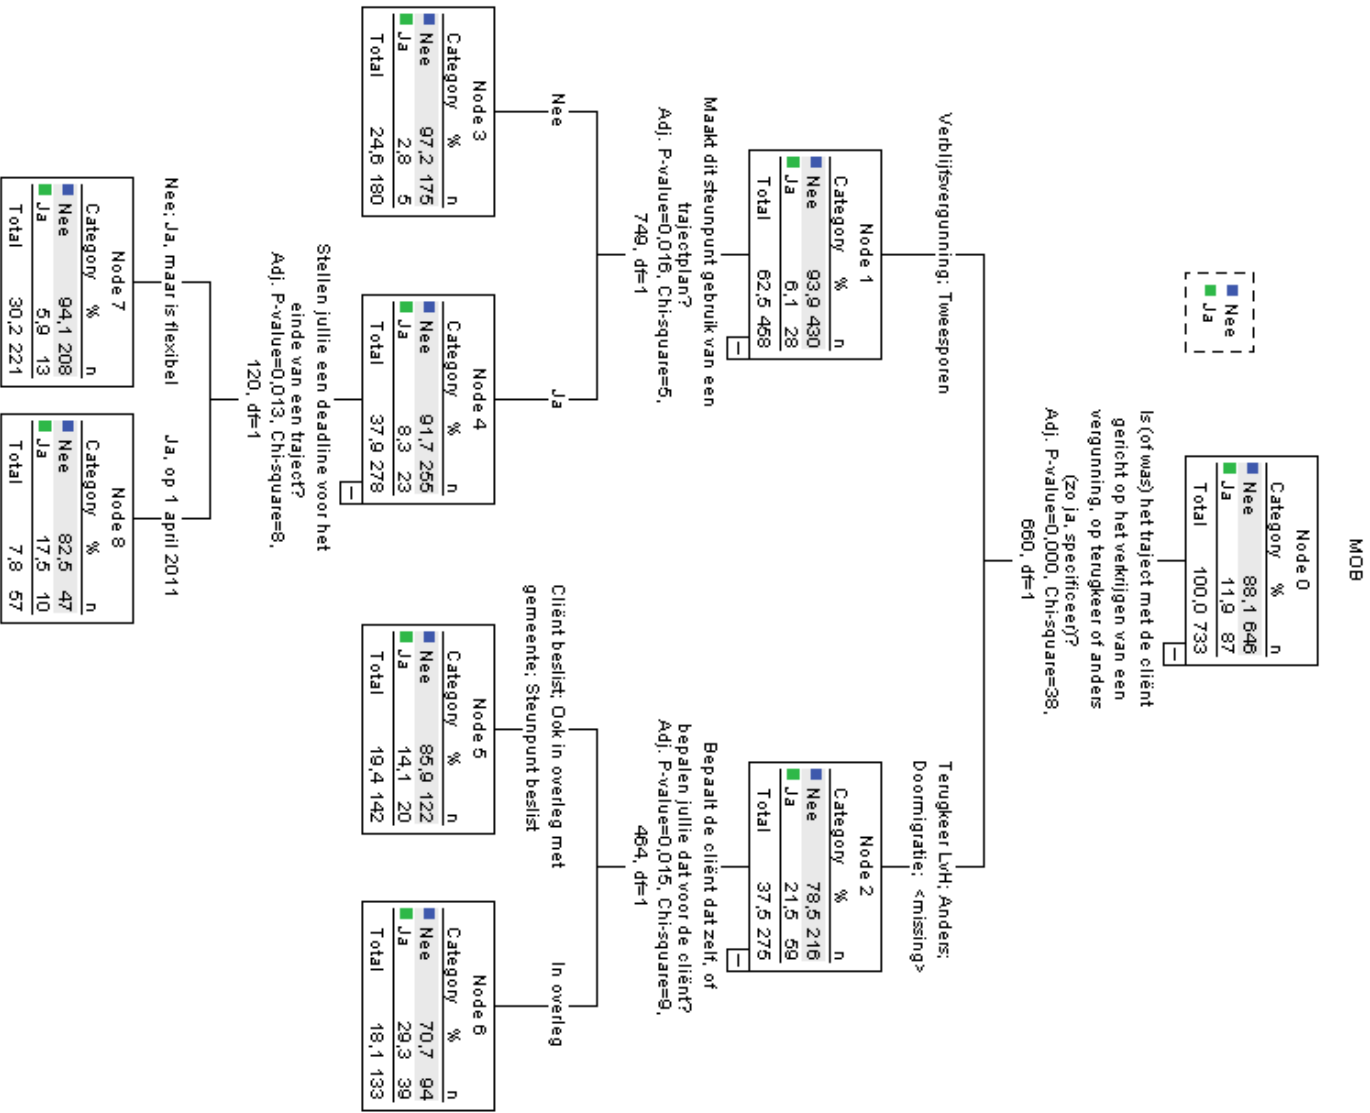 MOB
Nee
Ja
Node 0
Category % n
Nee 88,1 646
Ja 11,9 87
Total 100,0 733
Is (of was) het traject met de cliënt
gericht op het verkrijgen van een
vergunning, op terugkeer of anders
(zo ja, specificeer)?
Adj. P-value=0,000, Chi-square=38,
660, df=1
Verblijfsvergunning; Tweesporen
Terugkeer LvH; Anders;
Doormigratie; <missing>
Node 1
Category % n
Nee 93,9 430
Ja 6,1 28
Total 62,5 458
Node 2
Category % n
Nee 78,5 216
Ja 21,5 59
Total 37,5 275
Maakt dit steunpunt gebruik van een
trajectplan?
Adj. P-value=0,016, Chi-square=5,
749, df=1
Bepaalt de cliënt dat zelf, of
bepalen jullie dat voor de cliënt?
Adj. P-value=0,015, Chi-square=9,
464, df=1
Nee
Ja
Cliënt beslist; Ook in overleg met
gemeente; Steunpunt beslist
In overleg
Node 3
Category % n
Nee 97,2 175
Ja 2,8 5
Total 24,6 180
Node 4
Category % n
Nee 91,7 255
Ja 8,3 23
Total 37,9 278
Node 5
Category % n
Nee 85,9 122
Ja 14,1 20
Total 19,4 142
Node 6
Category % n
Nee 70,7 94
Ja 29,3 39
Total 18,1 133
Stellen jullie een deadline voor het
einde van een traject?
Adj. P-value=0,013, Chi-square=8,
120, df=1
Nee; Ja, maar is flexibel
Ja, op 1 april 2011
Node 7
Category % n
Nee 94,1 208
Ja 5,9 13
Total 30,2 221
Node 8
Category % n
Nee 82,5 47
Ja 17,5 10
Total 7,8 57